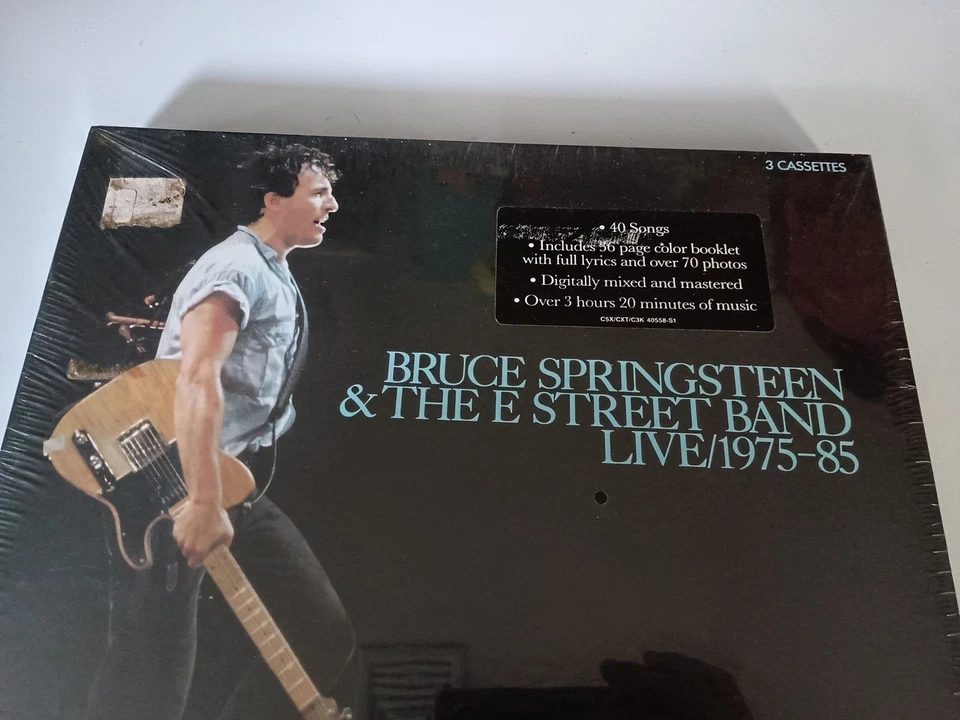 3 CASSETTES
• 40 Songs
• Includes 36 page color booklet
with full lyrics and over 70 photos
• Digitally mixed and mastered
• Over 3 hours 20 minutes of music
C5X/CXT/C3K 40558-S1
BRUCE SPRINGSTEEN
& THE E STREET BAND
LIVE/1975-85